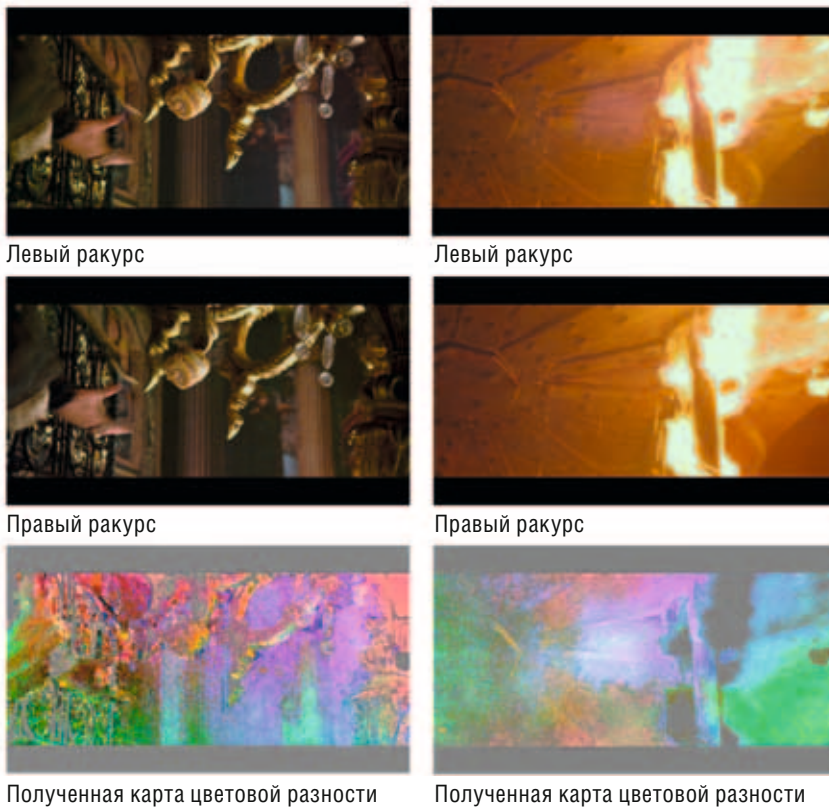 Левый ракурс
Левый ракурс
Правый ракурс
Правый ракурс
Полученная карта цветовой разности
Полученная карта цветовой разности